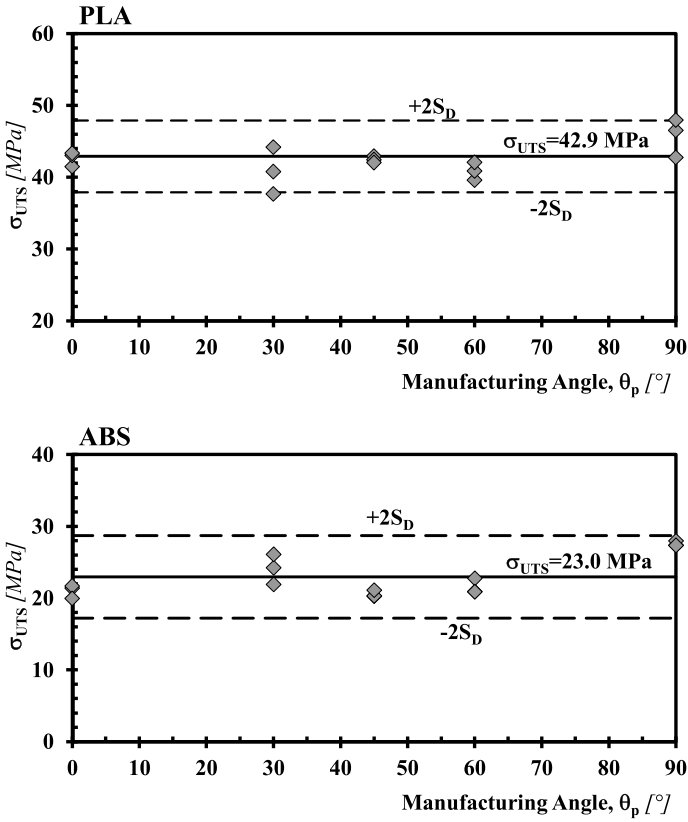 PLA
60
50
40
30
20
σUTS [MPa]
+2SD
σUTS=42.9 MPa
-2SD
0 10 20 30 40 50 60 70 80 90
Manufacturing Angle, θp [°]
ABS
40
30
20
10
0
σUTS [MPa]
+2SD
σUTS=23.0 MPa
-2SD
0 10 20 30 40 50 60 70 80 90
Manufacturing Angle, θp [°]